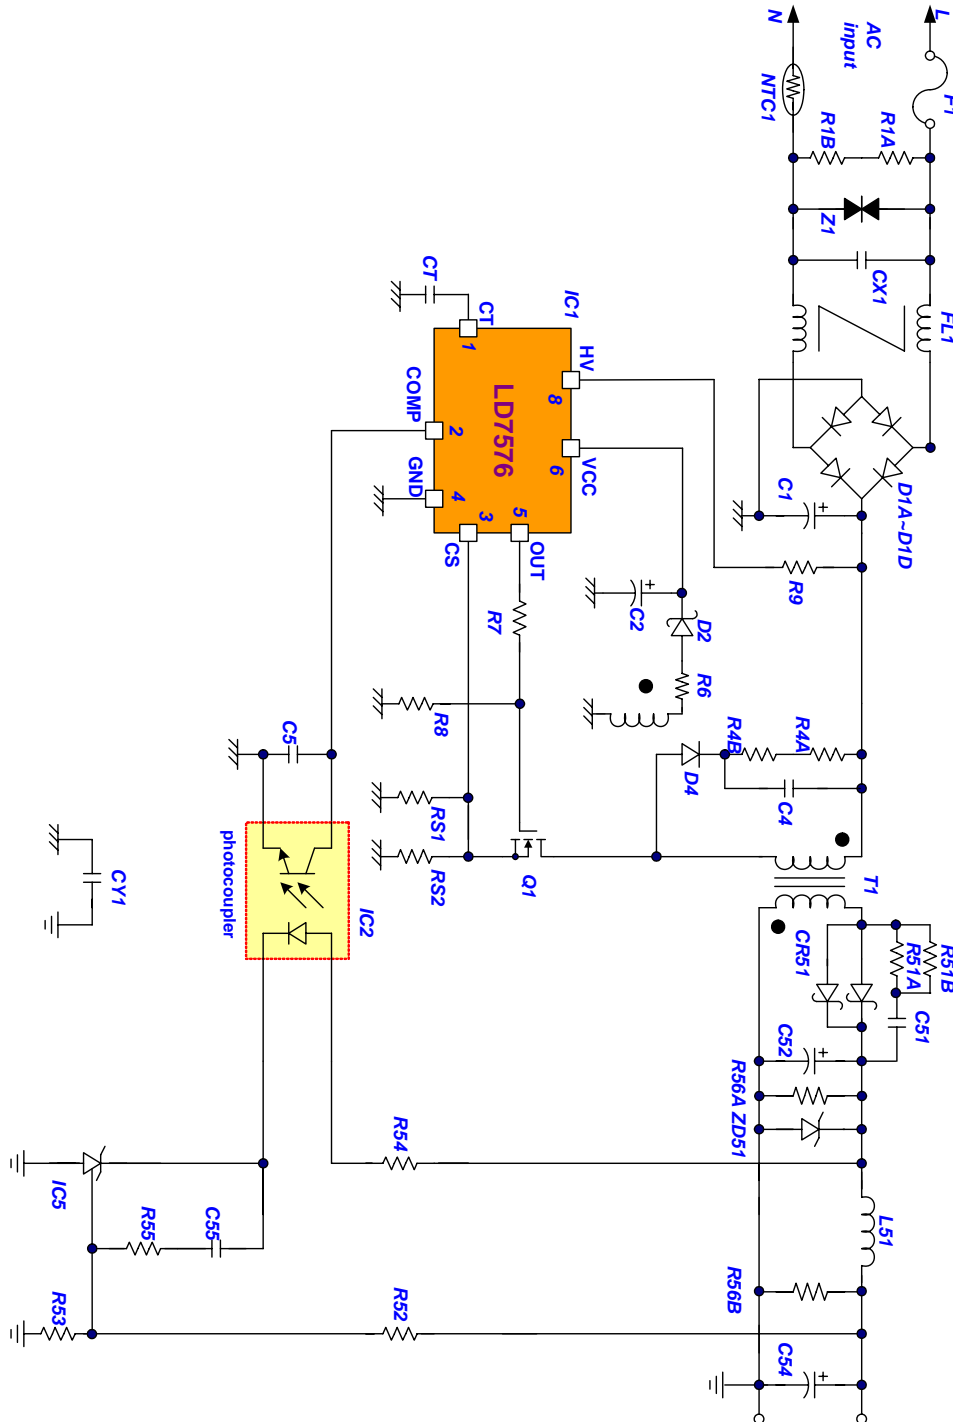 L
F1
AC
input
N
NTC1
R1A
R1B
Z1
CX1
FL1
D1A~D1D
C1
R9
CT
CT
1
IC1
HV
8
COMP
2
LD7576
VCC
6
GND
4
3
CS
5
OUT
R7
C2
D2
R6
R8
R4A
R4B
C4
D4
T1
Q1
RS1
RS2
C5
photocoupler
IC2
CY1
CR51
R51A
R51B
C51
C52
R56A
ZD51
R54
L51
IC5
R55
C55
R56B
R53
R52
C54